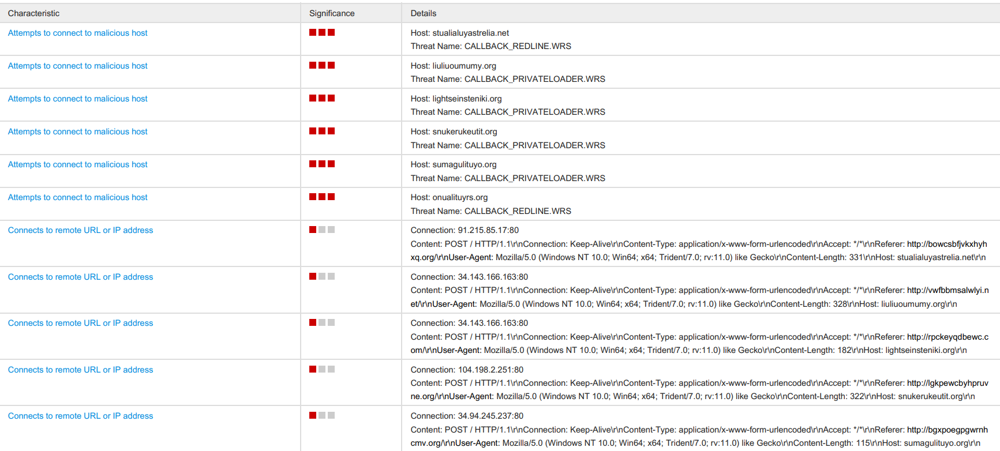 Characteristic Significance Details
Attempts to connect to malicious host Host: stualialuyastrelia.net
Threat Name: CALLBACK_REDLINE.WRS
Attempts to connect to malicious host Host: liuliuoumumy.org
Threat Name: CALLBACK_PRIVATELOADER.WRS
Attempts to connect to malicious host Host: lightseinsteniki.org
Threat Name: CALLBACK_PRIVATELOADER.WRS
Attempts to connect to malicious host Host: snukerukeutit.org
Threat Name: CALLBACK_PRIVATELOADER.WRS
Attempts to connect to malicious host Host: sumagulituyo.org
Threat Name: CALLBACK_PRIVATELOADER.WRS
Attempts to connect to malicious host Host: onualituyrs.org
Threat Name: CALLBACK_REDLINE.WRS
Connects to remote URL or IP address Connection: 91.215.85.17:80
Content: POST / HTTP/1.1\r\nConnection: Keep-Alive\r\nContent-Type: application/x-www-form-urlencoded\r\nAccept: */*\r\nReferer: http://bowcsbfjvkxhyh
xq.org/\r\nUser-Agent: Mozilla/5.0 (Windows NT 10.0; Win64; x64; Trident/7.0; rv:11.0) like Gecko\r\nContent-Length: 331\r\nHost: stualialuyastrelia.net\r\n
Connects to remote URL or IP address Connection: 34.143.166.163:80
Content: POST / HTTP/1.1\r\nConnection: Keep-Alive\r\nContent-Type: application/x-www-form-urlencoded\r\nAccept: */*\r\nReferer: http://vwfbbmsalwlyi.n
et/\r\nUser-Agent: Mozilla/5.0 (Windows NT 10.0; Win64; x64; Trident/7.0; rv:11.0) like Gecko\r\nContent-Length: 328\r\nHost: liuliuoumumy.org\r\n
Connects to remote URL or IP address Connection: 34.143.166.163:80
Content: POST / HTTP/1.1\r\nConnection: Keep-Alive\r\nContent-Type: application/x-www-form-urlencoded\r\nAccept: */*\r\nReferer: http://rpckeyqdbewc.c
om/\r\nUser-Agent: Mozilla/5.0 (Windows NT 10.0; Win64; x64; Trident/7.0; rv:11.0) like Gecko\r\nContent-Length: 182\r\nHost: lightseinsteniki.org\r\n
Connects to remote URL or IP address Connection: 104.198.2.251:80
Content: POST / HTTP/1.1\r\nConnection: Keep-Alive\r\nContent-Type: application/x-www-form-urlencoded\r\nAccept: */*\r\nReferer: http://lgkpewcbyhpruv
ne.org/\r\nUser-Agent: Mozilla/5.0 (Windows NT 10.0; Win64; x64; Trident/7.0; rv:11.0) like Gecko\r\nContent-Length: 322\r\nHost: snukerukeutit.org\r\n
Connects to remote URL or IP address Connection: 34.94.245.237:80
Content: POST / HTTP/1.1\r\nConnection: Keep-Alive\r\nContent-Type: application/x-www-form-urlencoded\r\nAccept: */*\r\nReferer: http://bgxpoegpgwrnh
cmv.org/\r\nUser-Agent: Mozilla/5.0 (Windows NT 10.0; Win64; x64; Trident/7.0; rv:11.0) like Gecko\r\nContent-Length: 115\r\nHost: sumagulituyo.org\r\n